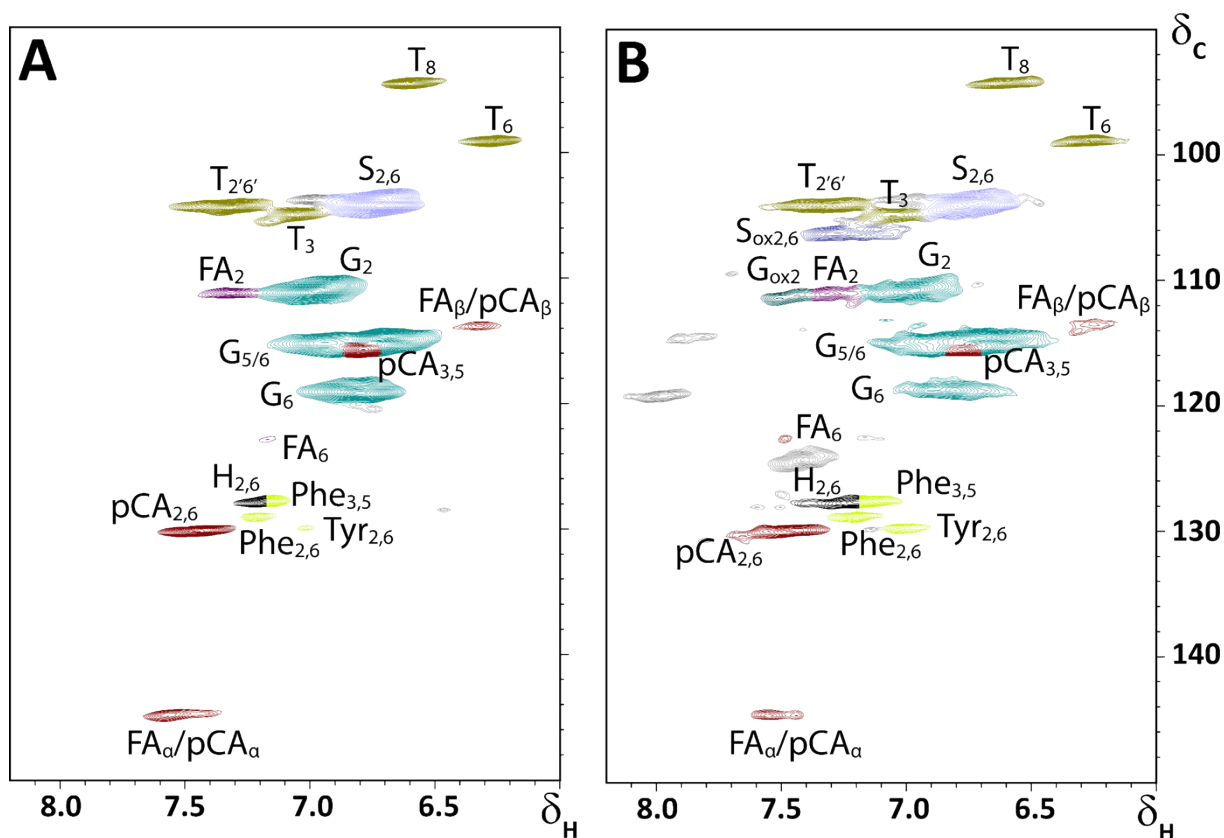 A
T8
T6
T2'6'
S2,6
T3
FA2
G2
FAβ/pCAβ
G5/6
pCA3,5
G6
FA6
H2,6
Phe3,5
pCA2,6
Phe2,6
Tyr2,6
FAα/pCAα
8.0
7.5
7.0
6.5
δH
B
δC
T8
T6
T2'6'
T3
S2,6
Sox2,6
Gox2
FA2
G2
FAβ/pCAβ
G5/6
pCA3,5
G6
FA6
H2,6
Phe3,5
pCA2,6
Phe2,6
Tyr2,6
FAα/pCAα
100
110
120
130
140
8.0
7.5
7.0
6.5
δH